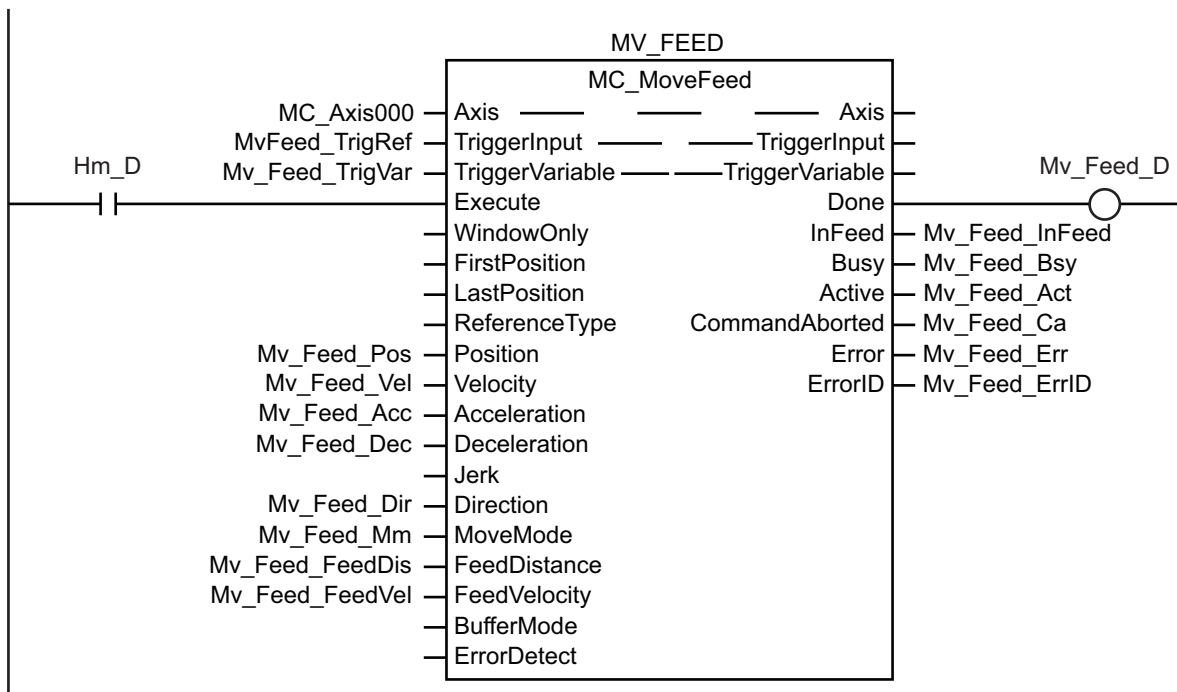 MV_FEED
MC_MoveFeed
MC_Axis000 Axis Axis
MvFeed_TrigRef TriggerInput TriggerInput
Mv_Feed_TrigVar TriggerVariable TriggerVariable
Hm_D Mv_Feed_D
Execute Done
WindowOnly InFeed Mv_Feed_InFeed
FirstPosition Busy Mv_Feed_Bsy
LastPosition Active Mv_Feed_Act
ReferenceType CommandAborted Mv_Feed_Ca
Mv_Feed_Pos Position Error Mv_Feed_Err
Mv_Feed_Vel Velocity ErrorID Mv_Feed_ErrID
Mv_Feed_Acc Acceleration
Mv_Feed_Dec Deceleration
Jerk
Mv_Feed_Dir Direction
Mv_Feed_Mm MoveMode
Mv_Feed_FeedDis FeedDistance
Mv_Feed_FeedVel FeedVelocity
BufferMode
ErrorDetect